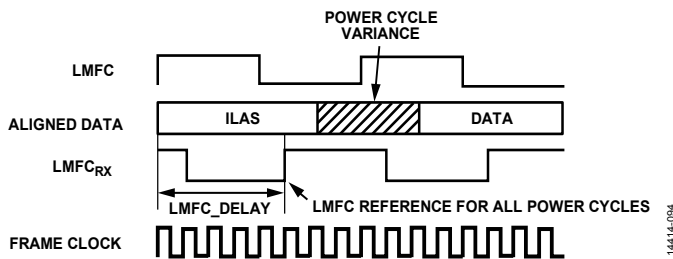 POWER CYCLE
VARIANCE
LMFC
ALIGNED DATA
ILAS
DATA
LMFCRX
LMFC_DELAY
LMFC REFERENCE FOR ALL POWER CYCLES
FRAME CLOCK
14414-094